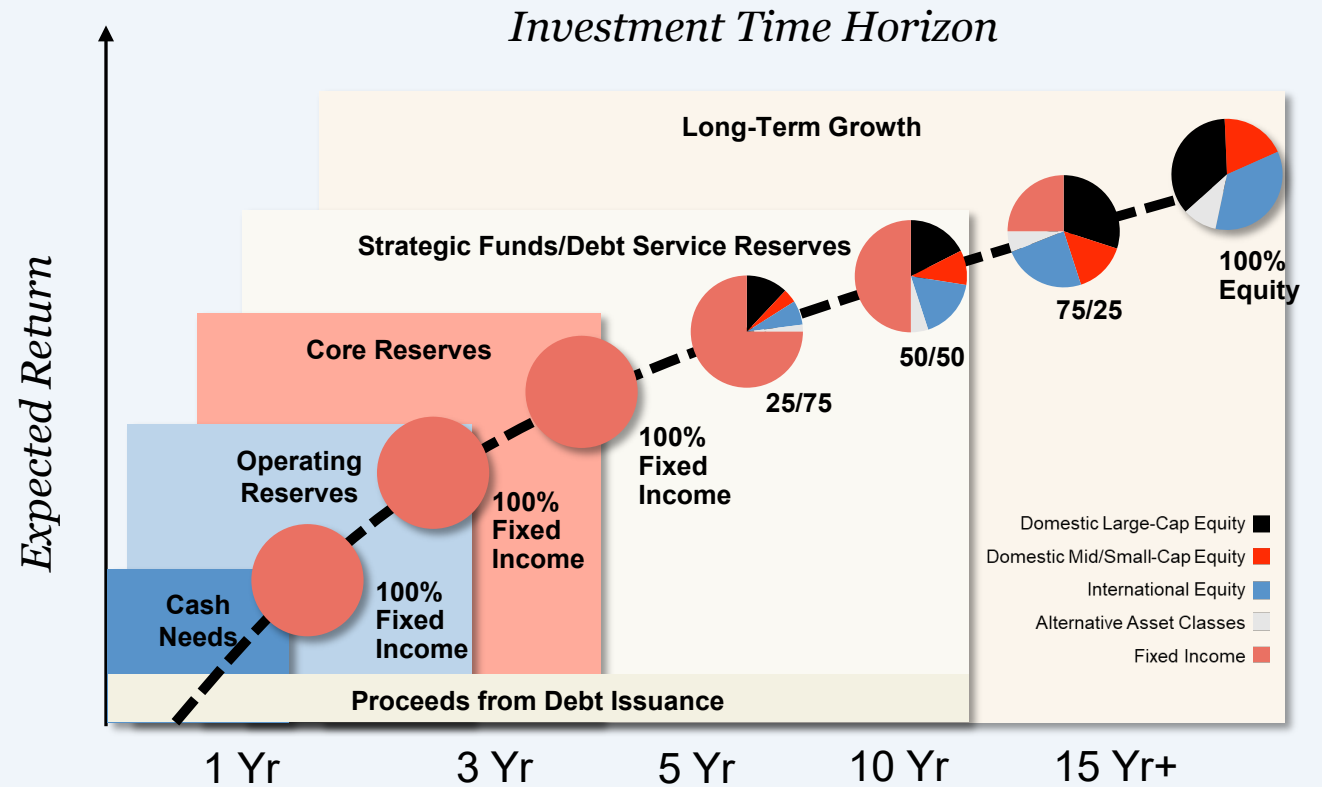 Investment Time Horizon
Expected Return
Long-Term Growth
Strategic Funds/Debt Service Reserves
Core Reserves
Operating
Reserves
Cash
Needs
100%
Fixed
Income
100%
Fixed
Income
100%
Fixed
Income
25/75
50/50
75/25
100%
Equity
Domestic Large-Cap Equity
Domestic Mid/Small-Cap Equity
International Equity
Alternative Asset Classes
Fixed Income
Proceeds from Debt Issuance
1 Yr
3 Yr
5 Yr
10 Yr
15 Yr+